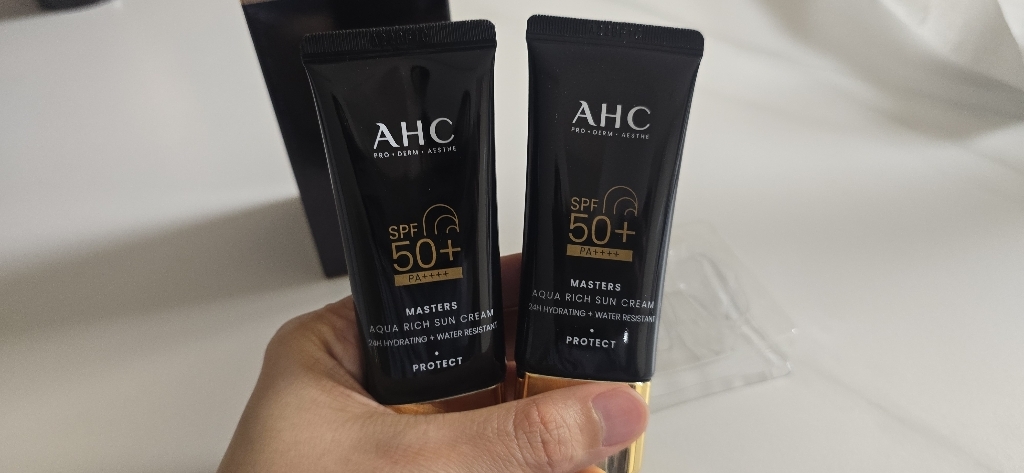 AHC
PRO • DERM • AESTHE
SPF
50+
PA++++
MASTERS
AQUA RICH SUN CREAM
24H HYDRATING + WATER RESISTANT
PROTECT
AHC
PRO • DERM • AESTHE
SPF
50+
PA++++
MASTERS
AQUA RICH SUN CREAM
24H HYDRATING + WATER RESISTANT
PROTECT